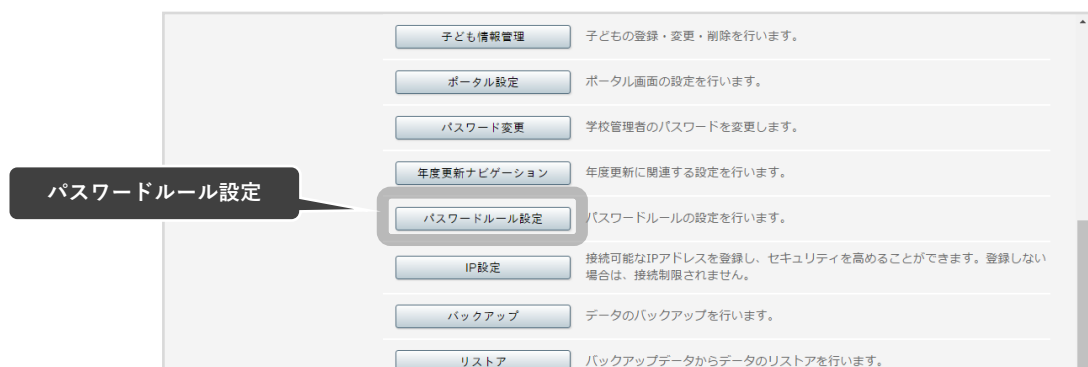 子ども情報管理 子どもの登録・変更・削除を行います。
ポータル設定 ポータル画面の設定を行います。
パスワード変更 学校管理者のパスワードを変更します。
年度更新ナビゲーション 年度更新に関連する設定を行います。
パスワードルール設定
パスワードルール設定 パスワードルールの設定を行います。
IP設定 接続可能なIPアドレスを登録し、セキュリティを高めることができます。登録しない
場合は、接続制限されません。
バックアップ データのバックアップを行います。
リストア バックアップデータからデータのリストアを行います。